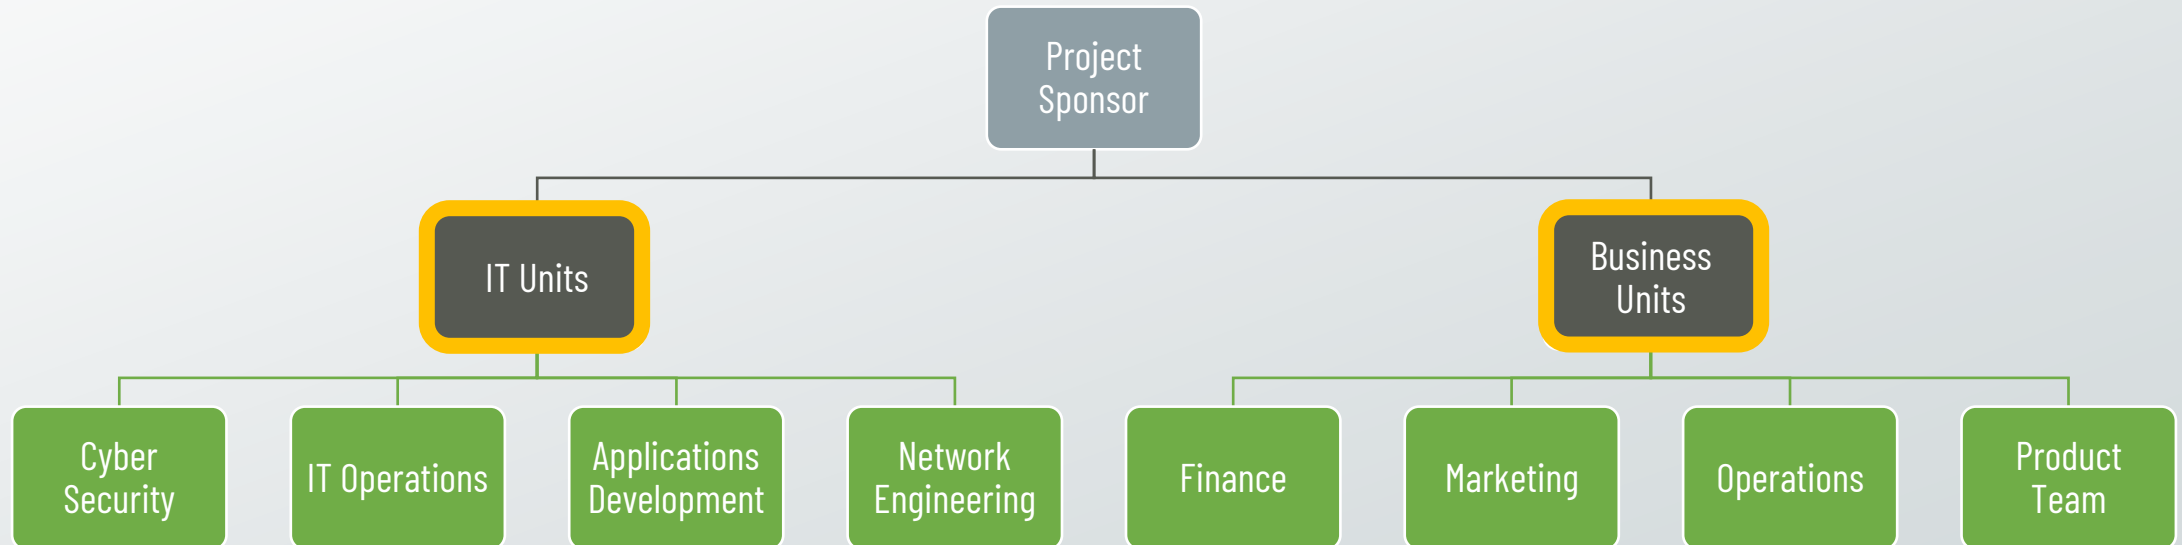 Project
Sponsor
IT Units
Business
Units
Cyber
Security
IT Operations
Applications
Development
Network
Engineering
Finance
Marketing
Operations
Product
Team